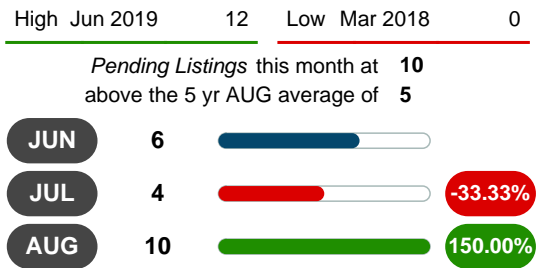 High Jun 2019 12 Low Mar 2018 0
Pending Listings this month at 10
above the 5 yr AUG average of 5
JUN 6
JUL 4 -33.33%
AUG 10 150.00%